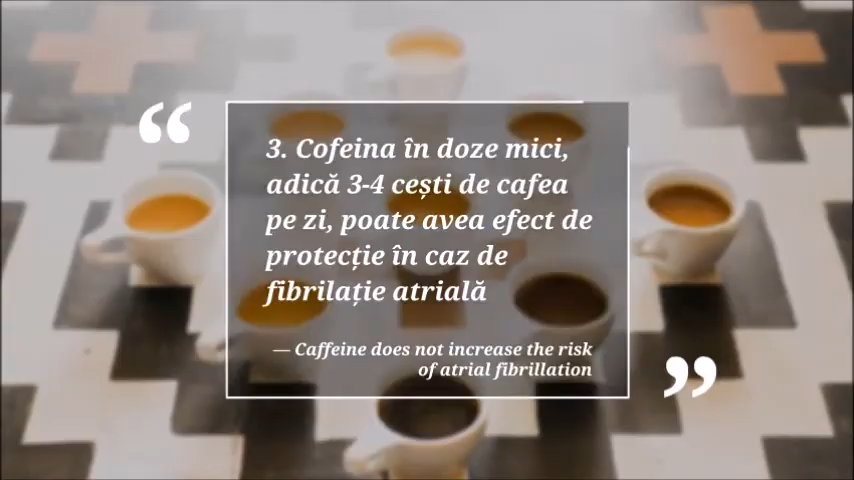 “
3. Cofeina în doze mici,
adică 3-4 cești de cafea
pe zi, poate avea efect de
protecție în caz de
fibrilație atrială
— Caffeine does not increase the risk
of atrial fibrillation
”